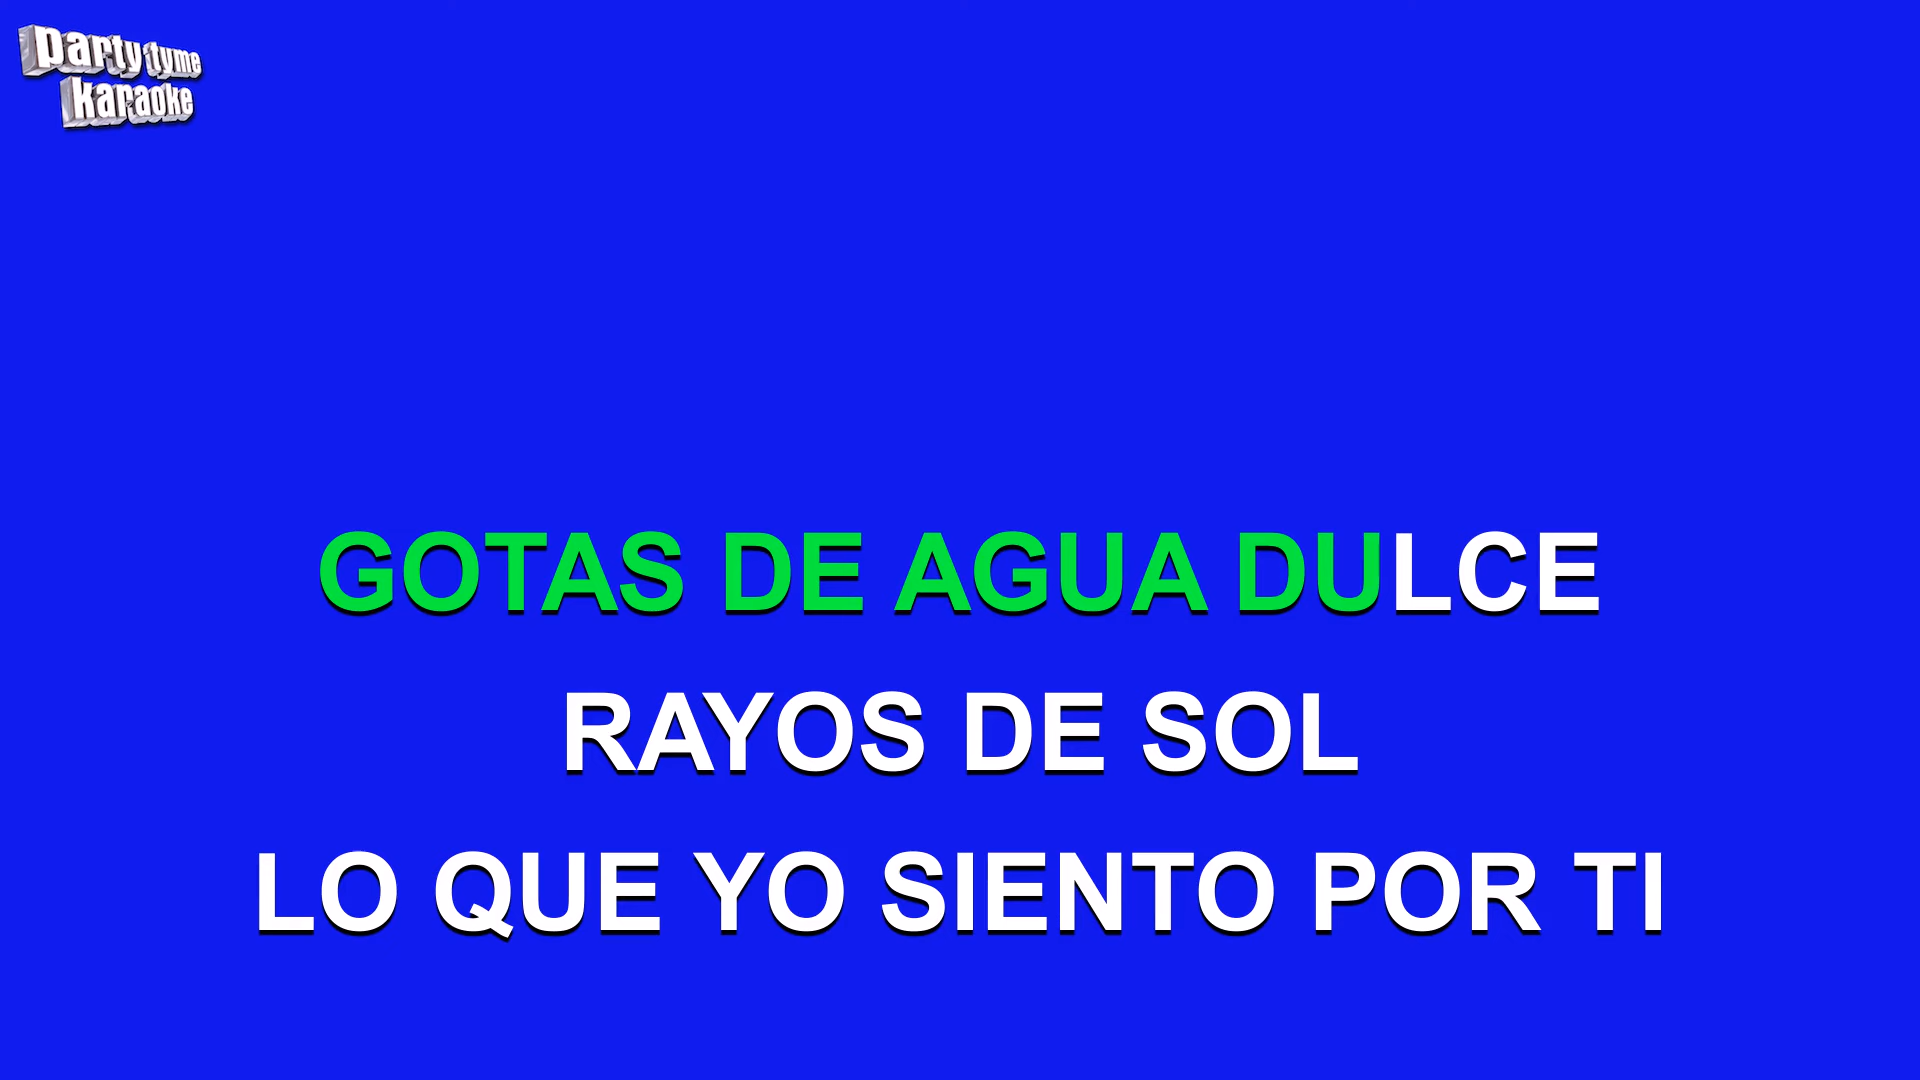 party tyme
karaoke
GOTAS DE AGUA DULCE
RAYOS DE SOL
LO QUE YO SIENTO POR TI